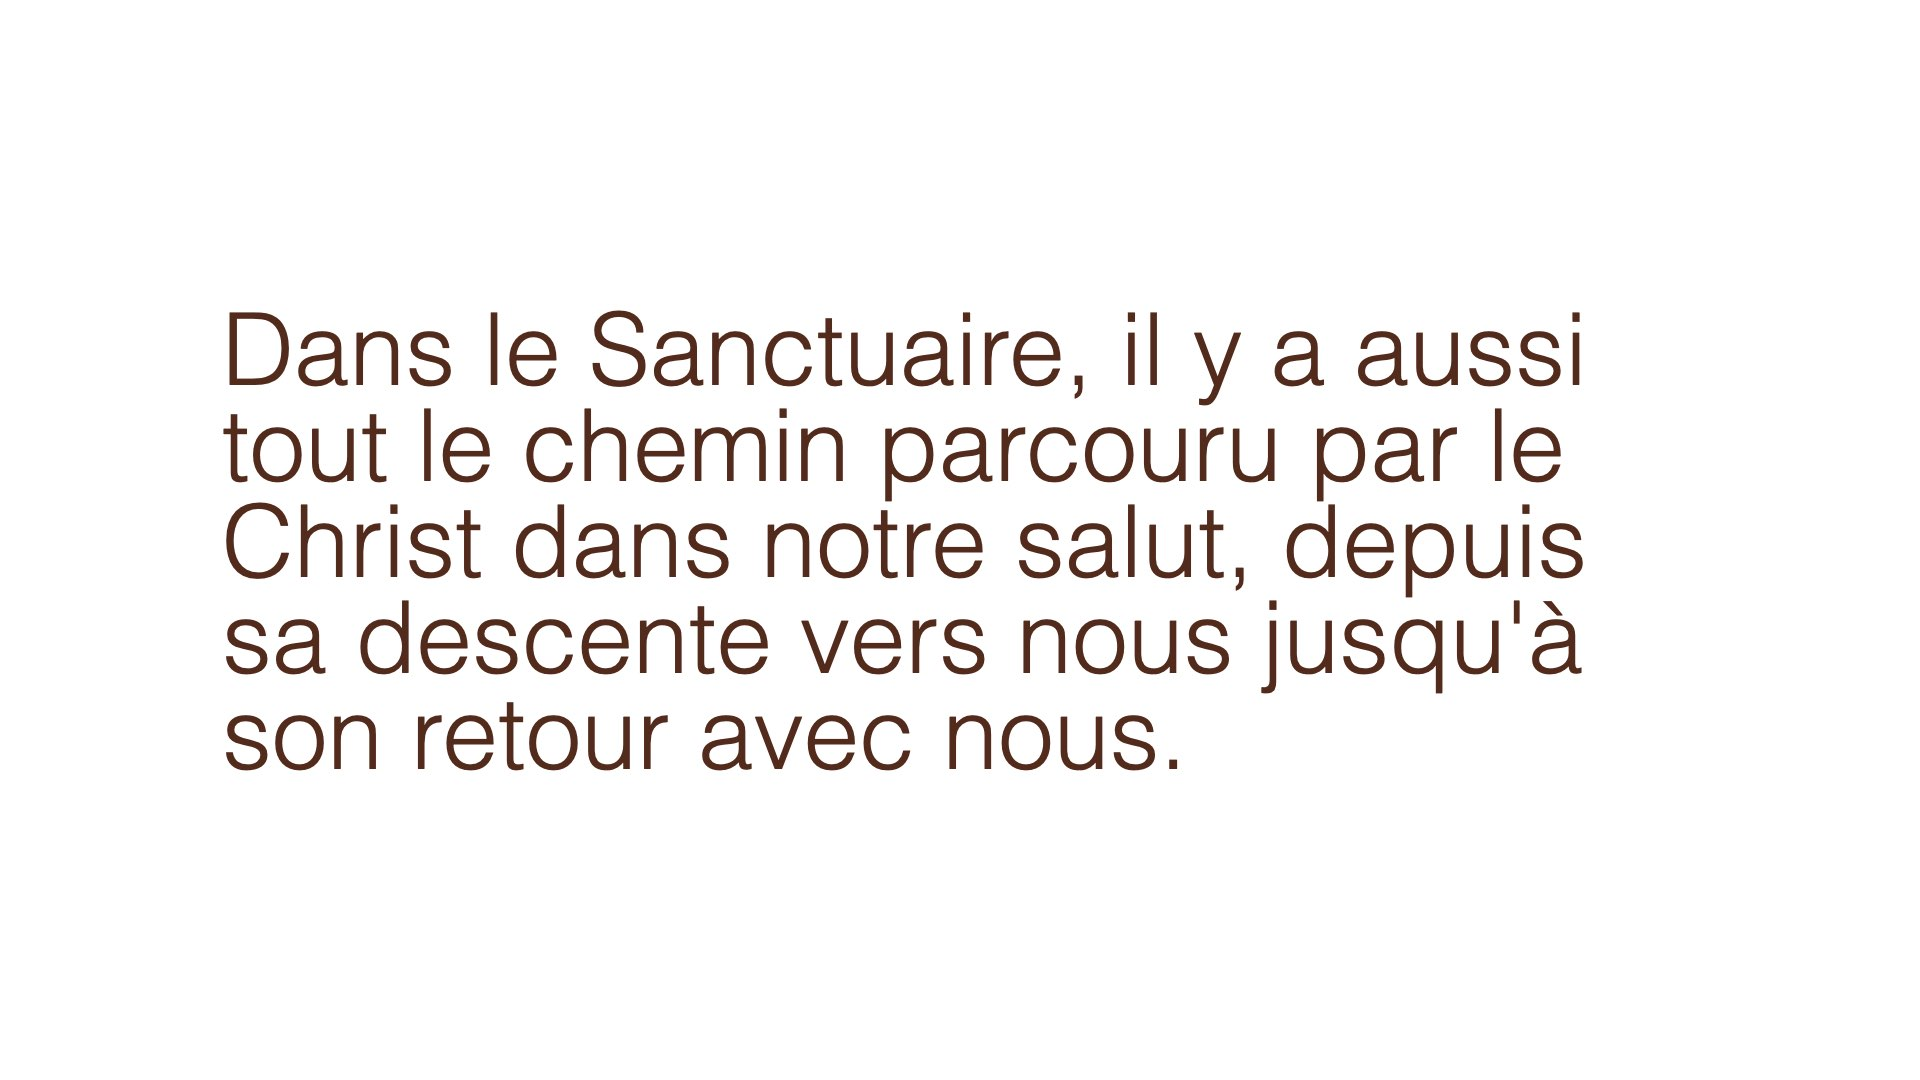 Dans le Sanctuaire, il y a aussi
tout le chemin parcouru par le
Christ dans notre salut, depuis
sa descente vers nous jusqu'à
son retour avec nous.